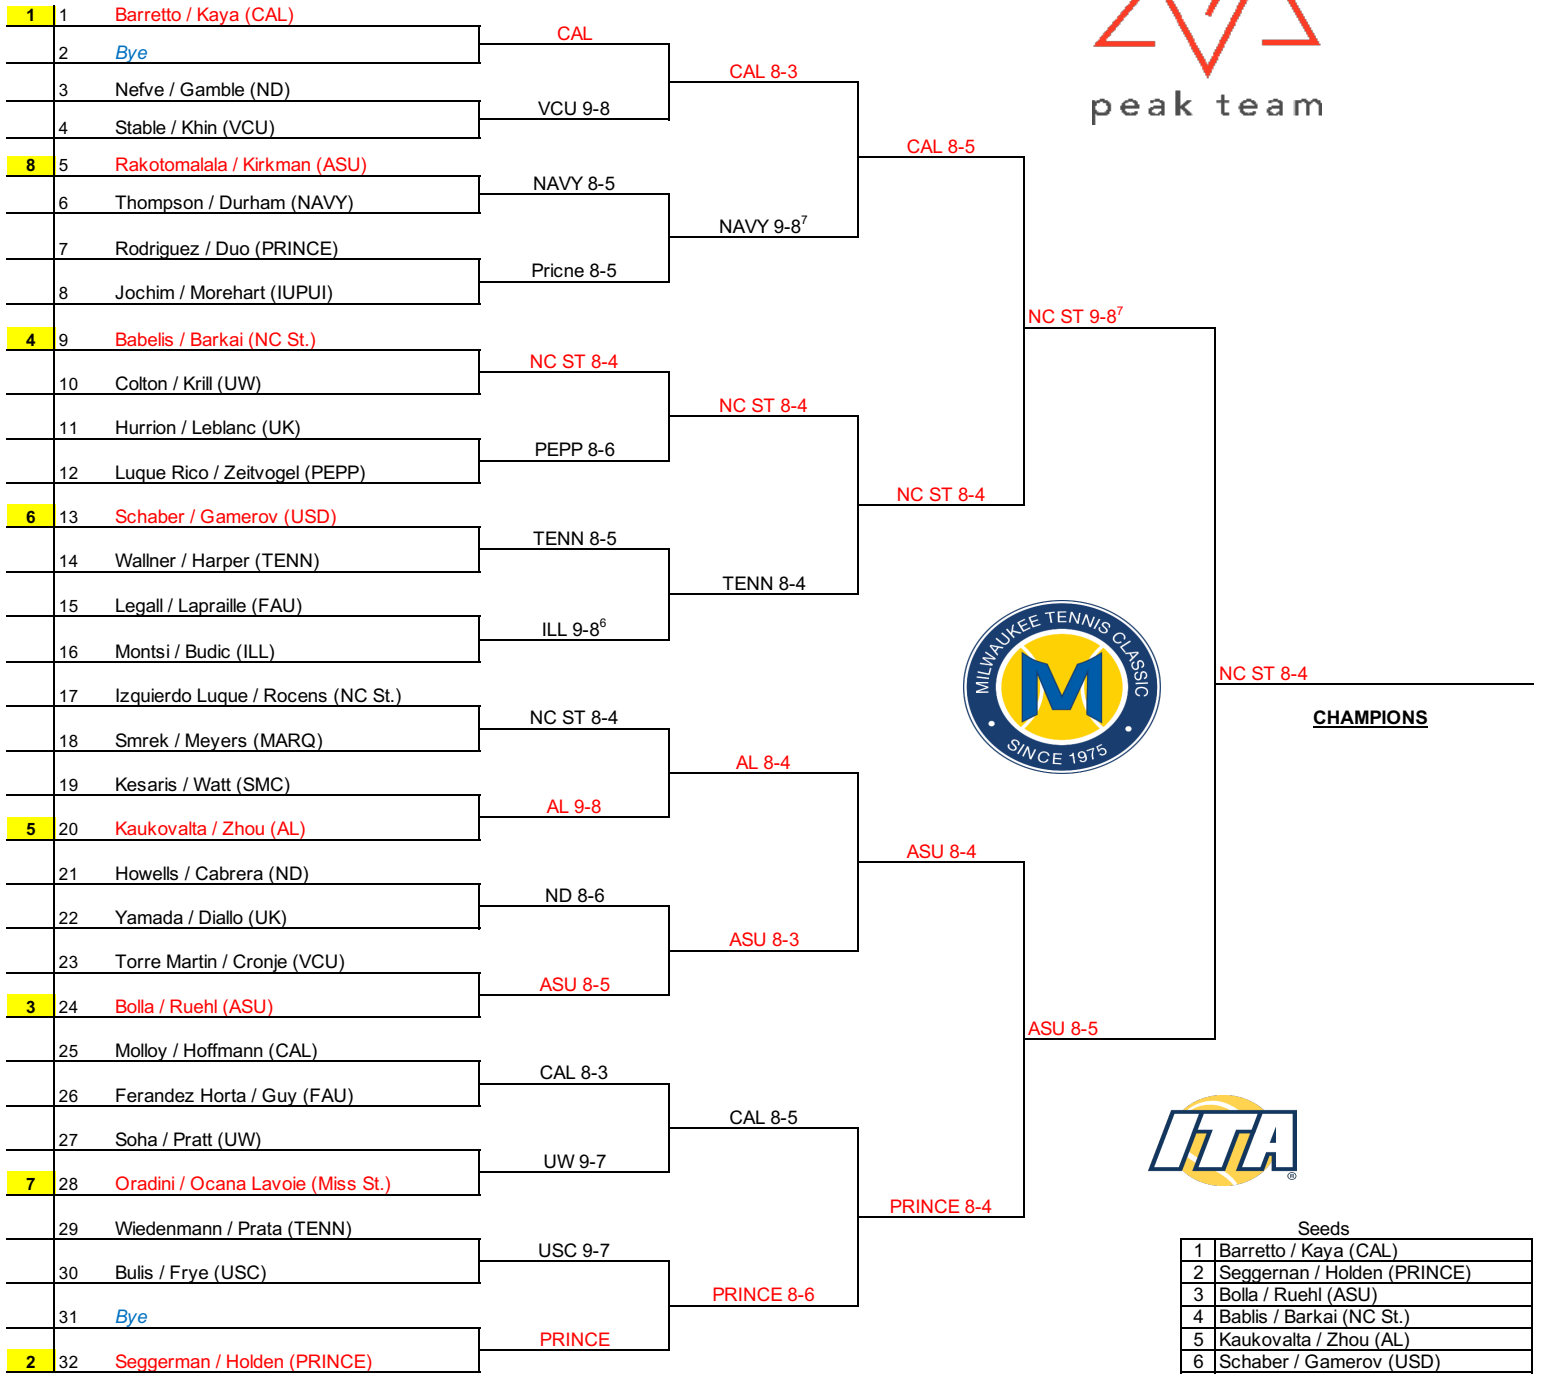 1 1 Barretto / Kaya (CAL)
2 Bye
3 Nefve / Gamble (ND)
4 Stable / Khin (VCU)
8 5 Rakotomalala / Kirkman (ASU)
6 Thompson / Durham (NAVY)
7 Rodriguez / Duo (PRINCE)
8 Jochim / Morehart (IUPUI)
4 9 Babelis / Barkai (NC St.)
10 Colton / Krill (UW)
11 Hurrion / Leblanc (UK)
12 Luque Rico / Zeitvogel (PEPP)
6 13 Schaber / Gamerov (USD)
14 Wallner / Harper (TENN)
15 Legall / Lapraille (FAU)
16 Montsi / Budic (ILL)
17 Izquierdo Luque / Rocens (NC St.)
18 Smrek / Meyers (MARQ)
19 Kesaris / Watt (SMC)
5 20 Kaukovalta / Zhou (AL)
21 Howells / Cabrera (ND)
22 Yamada / Diallo (UK)
23 Torre Martin / Cronje (VCU)
3 24 Bolla / Ruehl (ASU)
25 Molloy / Hoffmann (CAL)
26 Ferandez Horta / Guy (FAU)
27 Soha / Pratt (UW)
7 28 Oradini / Ocana Lavoie (Miss St.)
29 Wiedenmann / Prata (TENN)
30 Bulis / Frye (USC)
31 Bye
2 32 Seggerman / Holden (PRINCE)
CAL
VCU 9-8
NAVY 8-5
Pricne 8-5
NC ST 8-4
PEPP 8-6
TENN 8-5
ILL 9-8⁶
NC ST 8-4
AL 9-8
ND 8-6
ASU 8-5
CAL 8-3
UW 9-7
USC 9-7
PRINCE
CAL 8-3
NAVY 9-8⁷
NC ST 8-4
TENN 8-4
AL 8-4
ASU 8-3
CAL 8-5
PRINCE 8-6
CAL 8-5
NC ST 8-4
ASU 8-4
PRINCE 8-4
NC ST 9-8⁷
ASU 8-5
NC ST 8-4
CHAMPIONS
peak team
MILWAUKEE TENNIS CLASSIC
M
SINCE 1975
ITA
®
Seeds
1 Barretto / Kaya (CAL)
2 Seggernan / Holden (PRINCE)
3 Bolla / Ruehl (ASU)
4 Bablis / Barkai (NC St.)
5 Kaukovalta / Zhou (AL)
6 Schaber / Gamerov (USD)